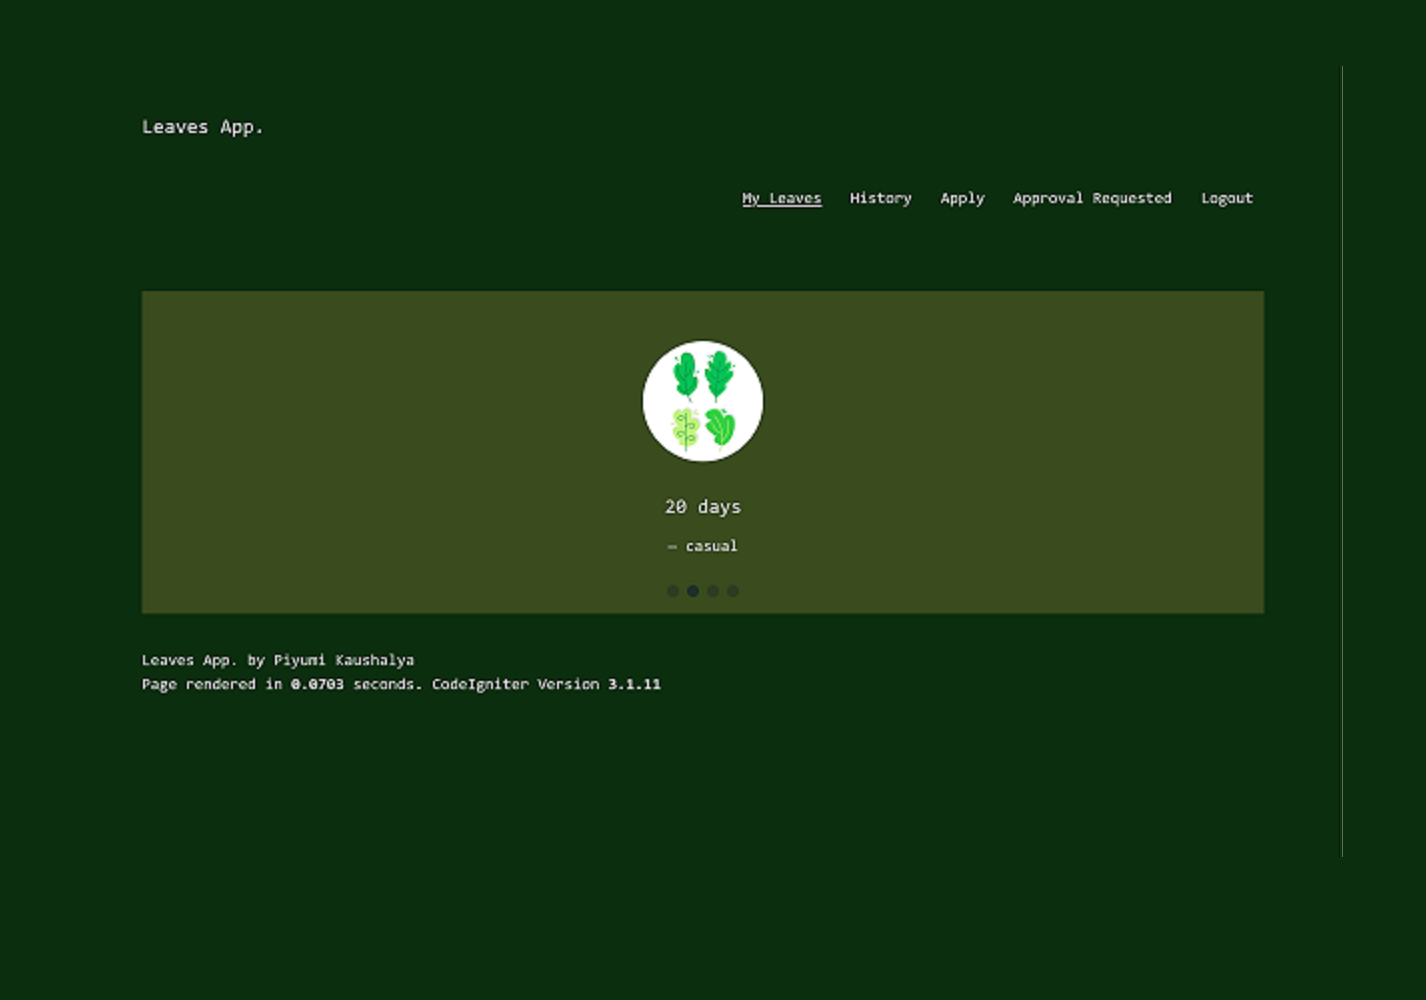 Leaves App.
My Leaves History Apply Approval Requested Logout
20 days
— casual
Leaves App. by Piyumi Kaushalya
Page rendered in 0.0703 seconds. CodeIgniter Version 3.1.11